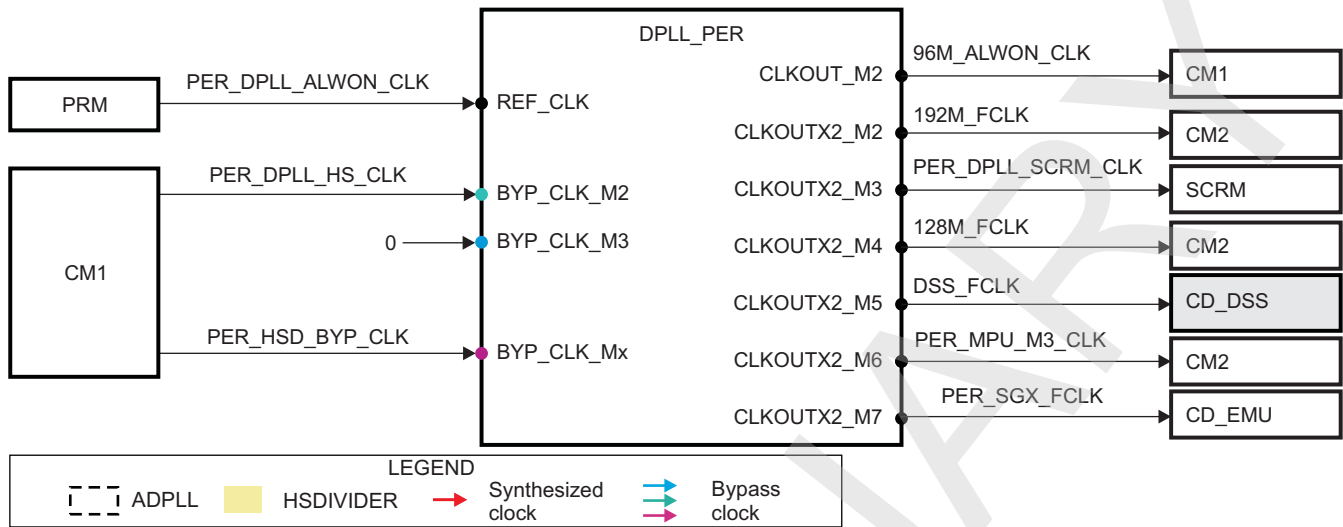 DPLL_PER
PRM
PER_DPLL_ALWON_CLK
REF_CLK
CM1
PER_DPLL_HS_CLK
BYP_CLK_M2
0
BYP_CLK_M3
PER_HSD_BYP_CLK
BYP_CLK_Mx
CLKOUT_M2
96M_ALWON_CLK
CM1
CLKOUTX2_M2
192M_FCLK
CM2
CLKOUTX2_M3
PER_DPLL_SCRM_CLK
SCRM
CLKOUTX2_M4
128M_FCLK
CM2
CLKOUTX2_M5
DSS_FCLK
CD_DSS
CLKOUTX2_M6
PER_MPU_M3_CLK
CM2
CLKOUTX2_M7
PER_SGX_FCLK
CD_EMU
LEGEND
ADPLL
HSDIVIDER
Synthesized
clock
Bypass
clock